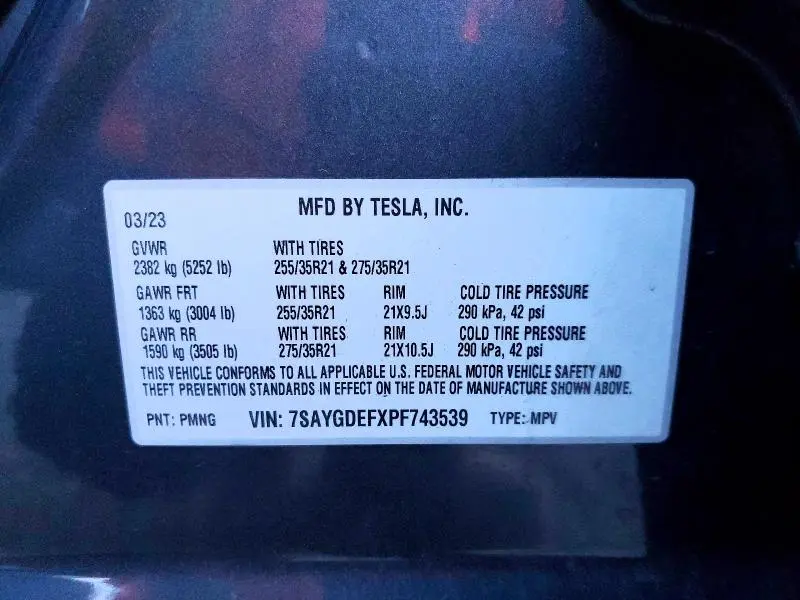 MFD BY TESLA, INC.
03/23
GVWR WITH TIRES
2382 kg (5252 lb) 255/35R21 & 275/35R21
GAWR FRT WITH TIRES RIM COLD TIRE PRESSURE
1363 kg (3004 lb) 255/35R21 21X9.5J 290 kPa, 42 psi
GAWR RR WITH TIRES RIM COLD TIRE PRESSURE
1590 kg (3505 lb) 275/35R21 21X10.5J 290 kPa, 42 psi
THIS VEHICLE CONFORMS TO ALL APPLICABLE U.S. FEDERAL MOTOR VEHICLE SAFETY AND
THEFT PREVENTION STANDARDS IN EFFECT ON THE DATE OF MANUFACTURE SHOWN ABOVE.
PNT: PMNG VIN: 7SAYGDEFXPF743539 TYPE: MPV